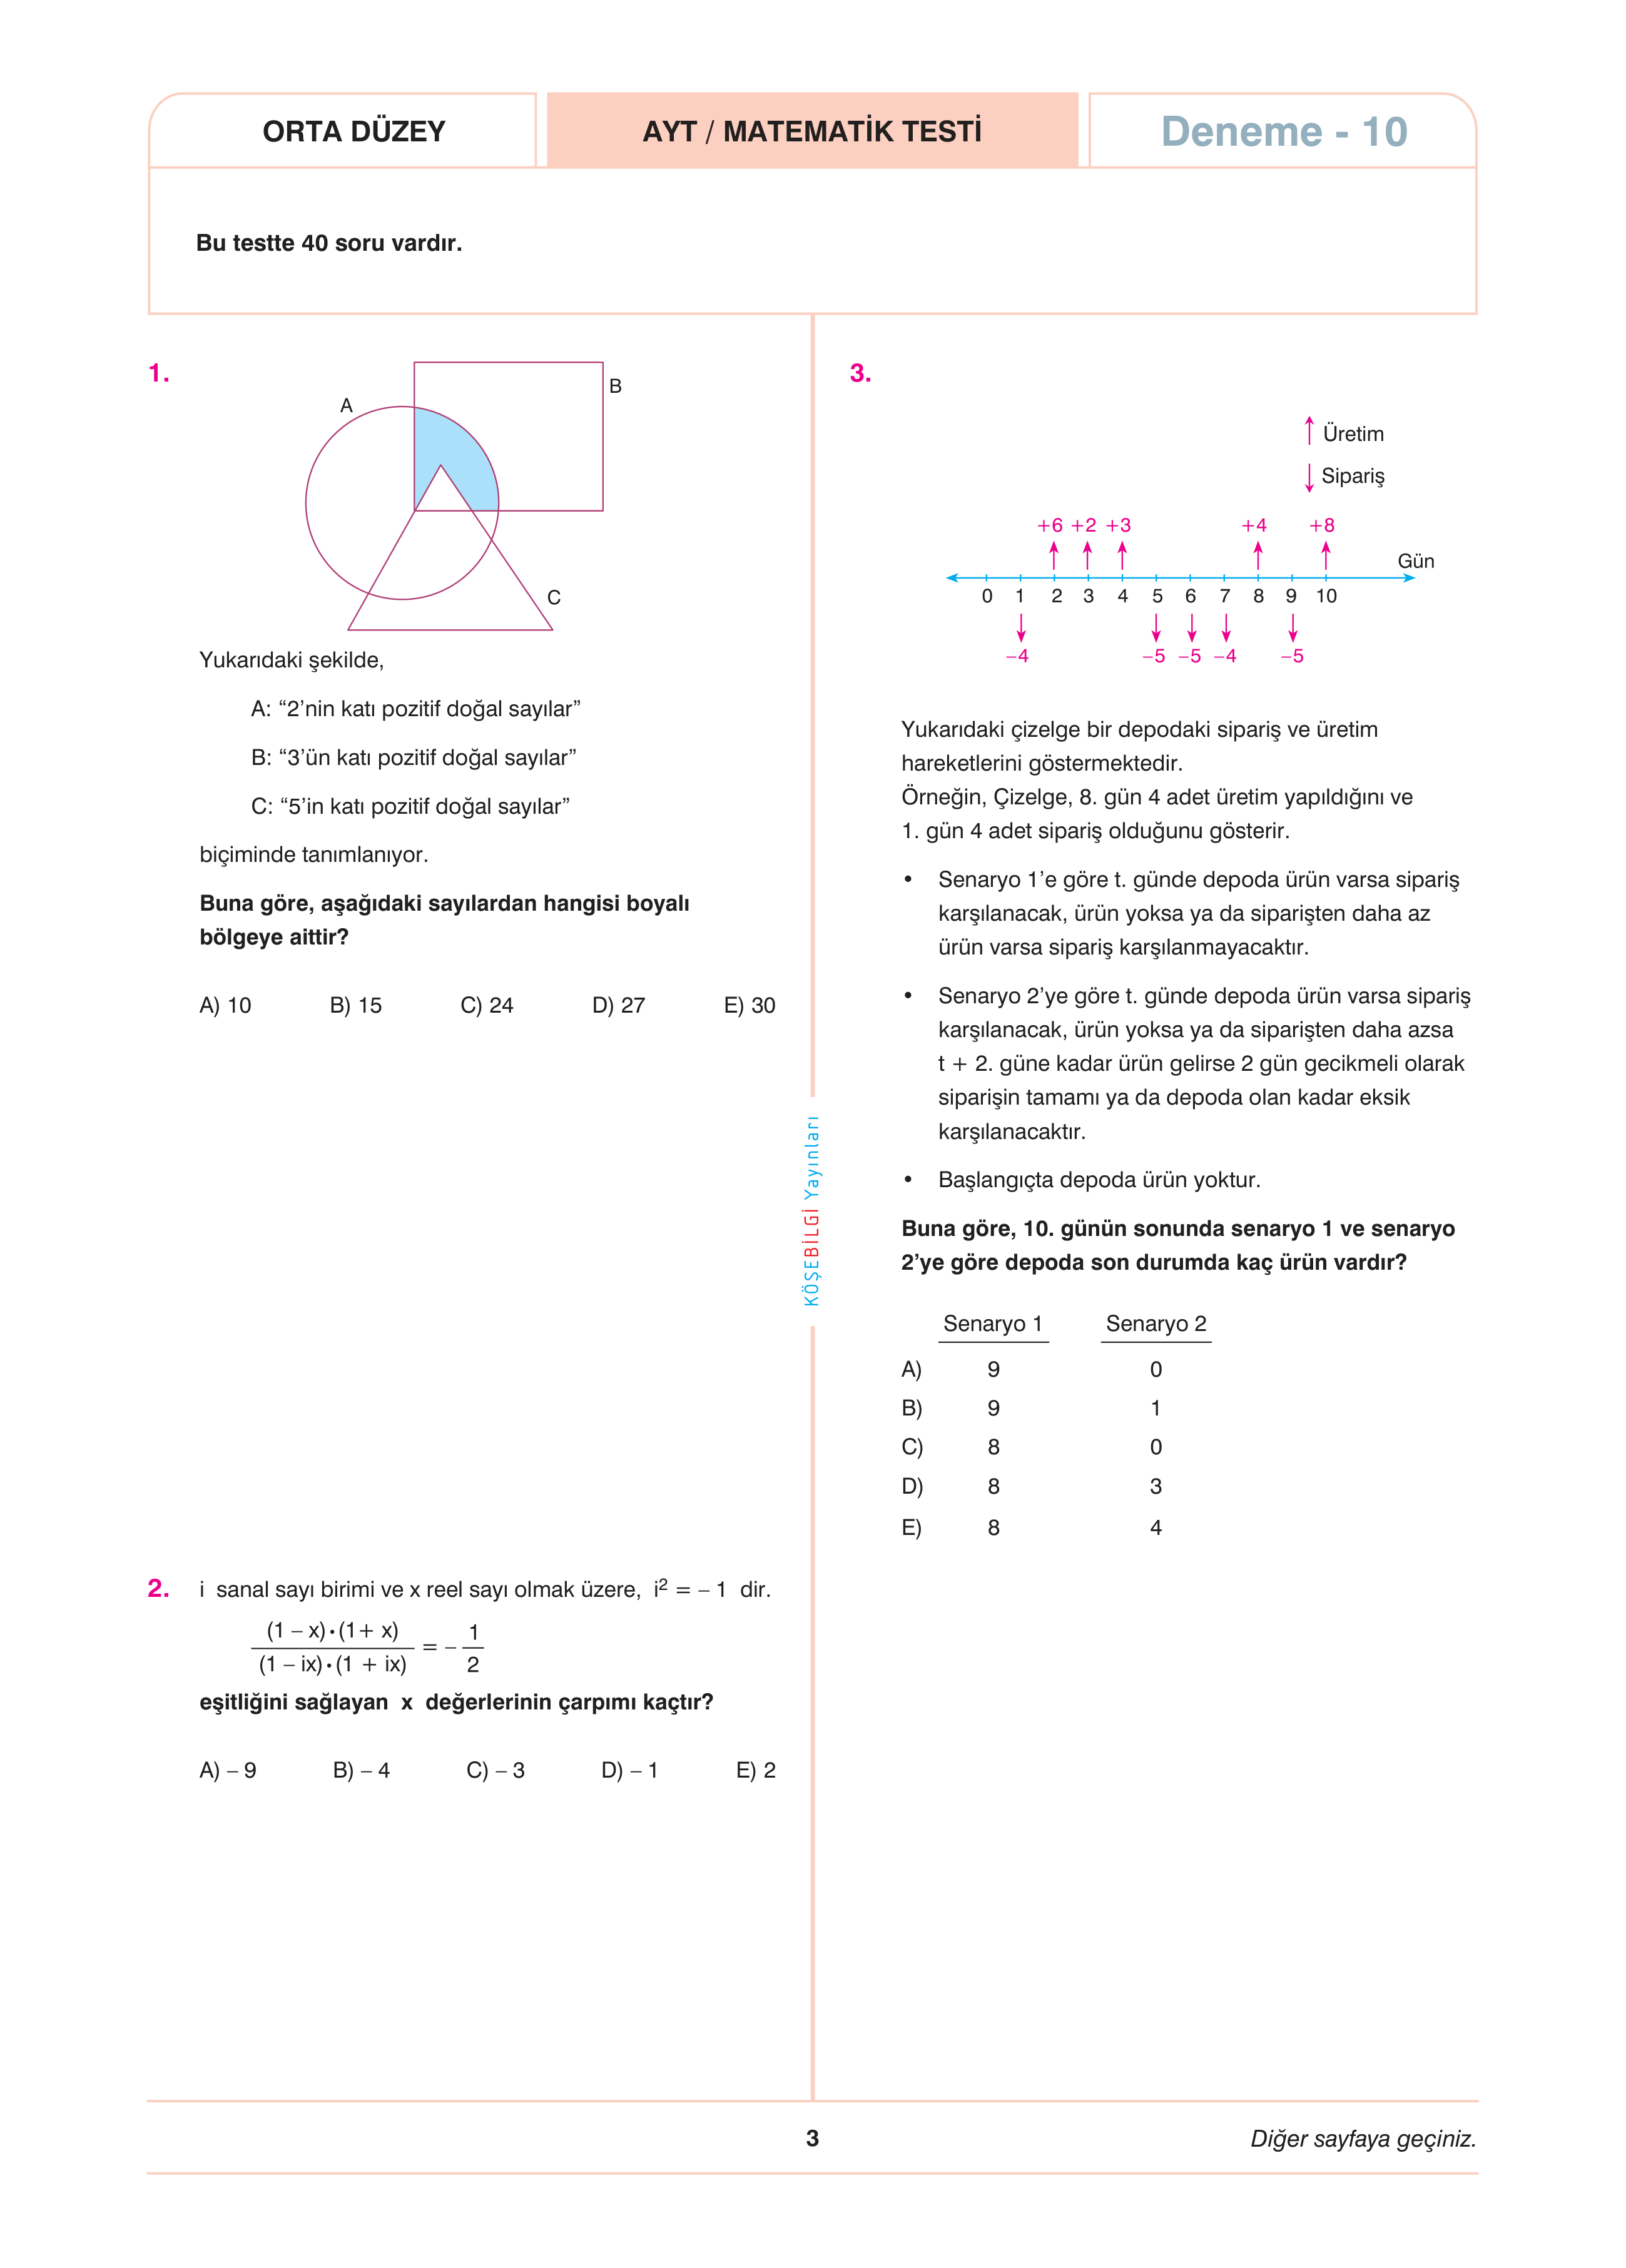 ORTA DÜZEY
AYT / MATEMATİK TESTİ
Deneme - 10
Bu testte 40 soru vardır.
1.
A
B
C
Yukarıdaki şekilde,
A: “2’nin katı pozitif doğal sayılar”
B: “3’ün katı pozitif doğal sayılar”
C: “5’in katı pozitif doğal sayılar”
biçiminde tanımlanıyor.
Buna göre, aşağıdaki sayılardan hangisi boyalı
bölgeye aittir?
A) 10 B) 15 C) 24 D) 27 E) 30
2. i sanal sayı birimi ve x reel sayı olmak üzere, i² = – 1 dir.
(1 – x)·(1+ x)
(1 – ix)·(1 + ix)
= – 1
2
eşitliğini sağlayan x değerlerinin çarpımı kaçtır?
A) – 9 B) – 4 C) – 3 D) – 1 E) 2
KÖŞEBİLGİ Yayınları
3.
Üretim
Sipariş
+6 +2 +3 +4 +8
Gün
0 1 2 3 4 5 6 7 8 9 10
–4 –5 –5 –4 –5
Yukarıdaki çizelge bir depodaki sipariş ve üretim
hareketlerini göstermektedir.
Örneğin, Çizelge, 8. gün 4 adet üretim yapıldığını ve
1. gün 4 adet sipariş olduğunu gösterir.
• Senaryo 1’e göre t. günde depoda ürün varsa sipariş
karşılanacak, ürün yoksa ya da siparişten daha az
ürün varsa sipariş karşılanmayacaktır.
• Senaryo 2’ye göre t. günde depoda ürün varsa sipariş
karşılanacak, ürün yoksa ya da siparişten daha azsa
t + 2. güne kadar ürün gelirse 2 gün gecikmeli olarak
siparişin tamamı ya da depoda olan kadar eksik
karşılanacaktır.
• Başlangıçta depoda ürün yoktur.
Buna göre, 10. günün sonunda senaryo 1 ve senaryo
2’ye göre depoda son durumda kaç ürün vardır?
Senaryo 1 Senaryo 2
A) 9 0
B) 9 1
C) 8 0
D) 8 3
E) 8 4
3
Diğer sayfaya geçiniz.